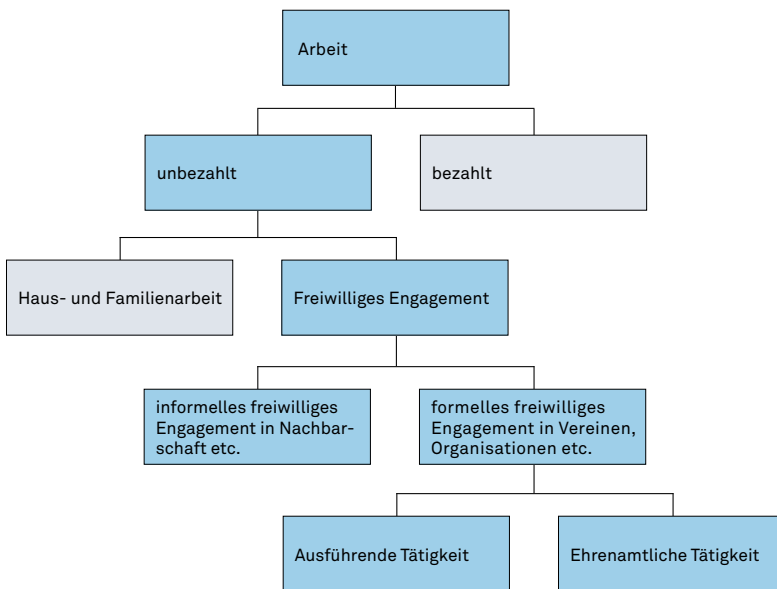 Arbeit
unbezahlt
bezahlt
Haus- und Familienarbeit
Freiwilliges Engagement
informelles freiwilliges
Engagement in Nachbar-
schaft etc.
formelles freiwilliges
Engagement in Vereinen,
Organisationen etc.
Ausführende Tätigkeit
Ehrenamtliche Tätigkeit